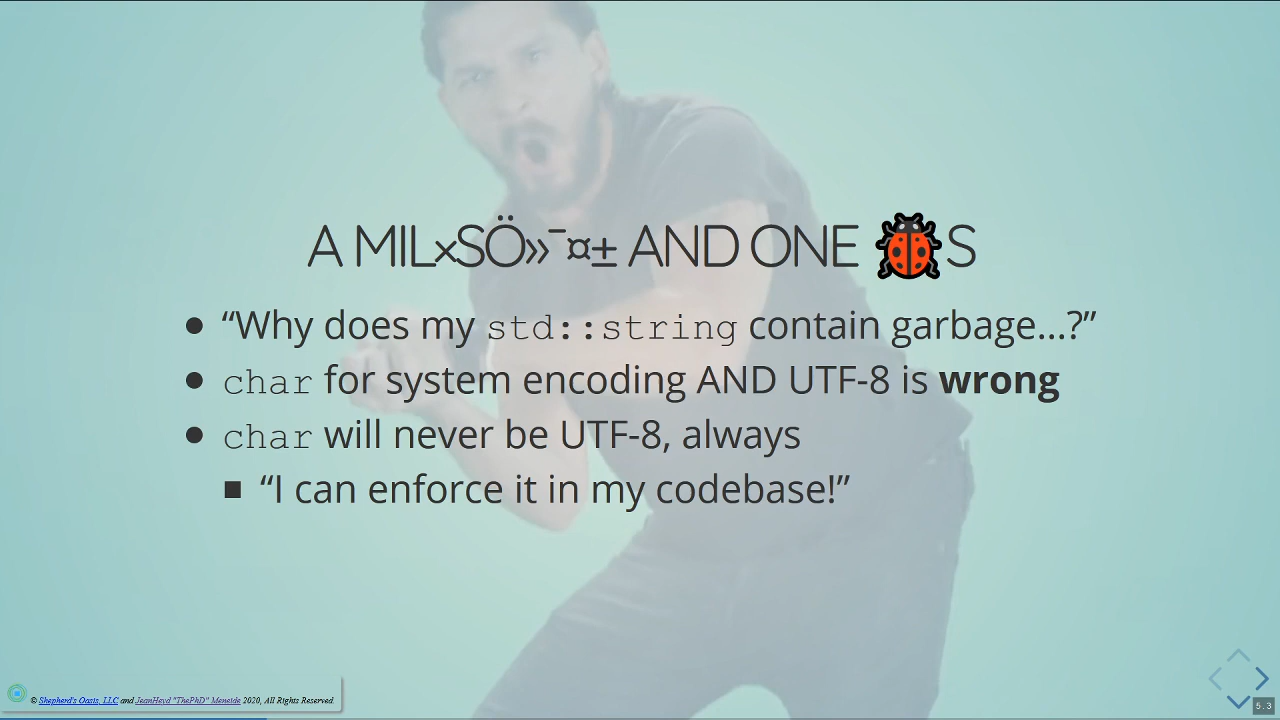 A MIL×SÖ»¯¤± AND ONE 🐞S
“Why does my std::string contain garbage…?”
char for system encoding AND UTF-8 is wrong
char will never be UTF-8, always
“I can enforce it in my codebase!”
© Shepherd's Oasis, LLC and JeanHeyd "ThePhD" Meneide 2020, All Rights Reserved.
5.3